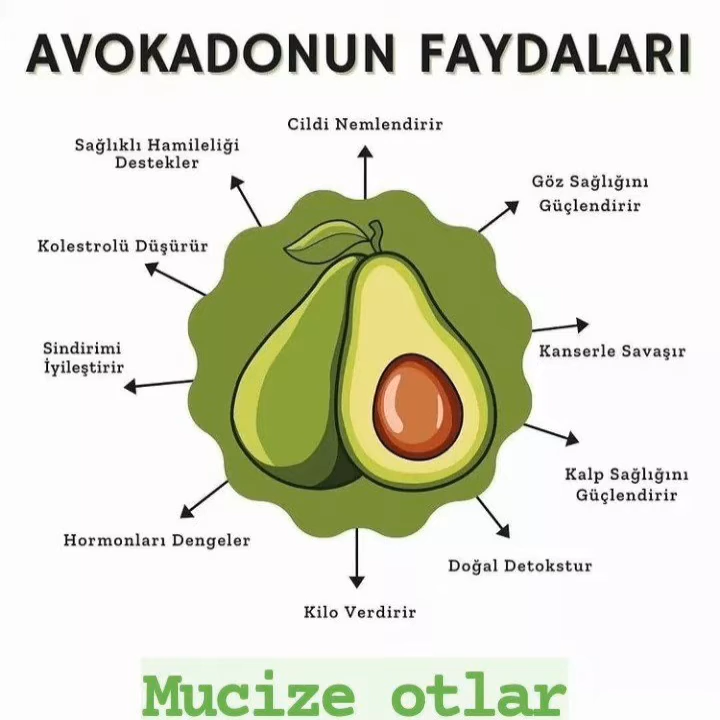 AVOKADONUN FAYDALARI
Cildi Nemlendirir
Sağlıklı Hamileliği
Destekler
Göz Sağlığını
Güçlendirir
Kolestrolü Düşürür
Sindirimi
İyileştirir
Kanserle Savaşır
Kalp Sağlığını
Güçlendirir
Hormonları Dengeler
Doğal Detokstur
Kilo Verdirir
Mucize otlar